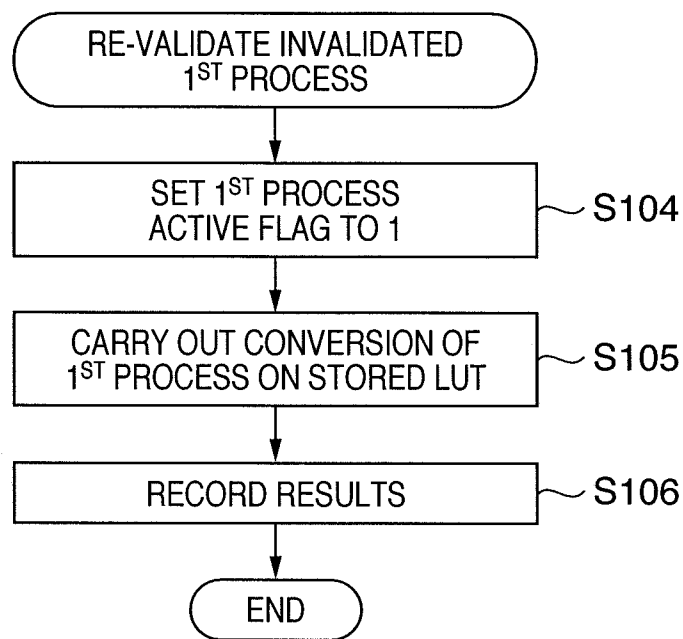 RE-VALIDATE INVALIDATED
1ST PROCESS
SET 1ST PROCESS
ACTIVE FLAG TO 1
S104
CARRY OUT CONVERSION OF
1ST PROCESS ON STORED LUT
S105
RECORD RESULTS
S106
END